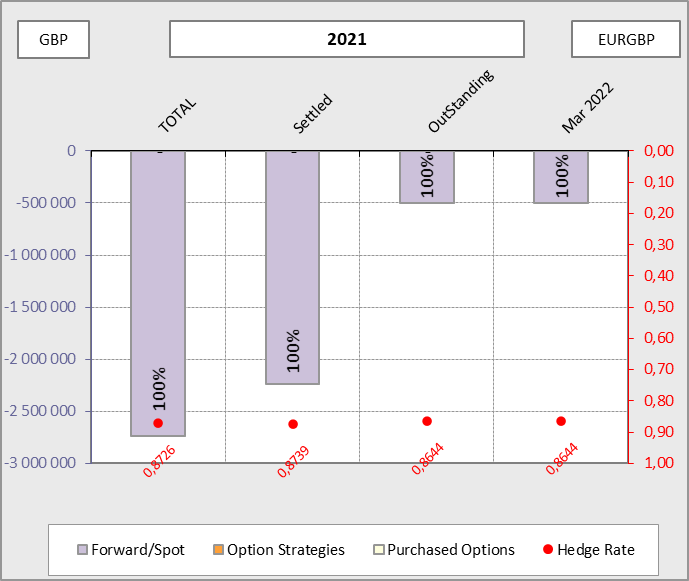 GBP
2021
EURGBP
TOTAL
Settled
OutStanding
Mar 2022
0
-500 000
-1 000 000
-1 500 000
-2 000 000
-2 500 000
-3 000 000
0,00
0,10
0,20
0,30
0,40
0,50
0,60
0,70
0,80
0,90
1,00
100%
100%
100%
100%
0,8726
0,8739
0,8644
0,8644
Forward/Spot
Option Strategies
Purchased Options
Hedge Rate